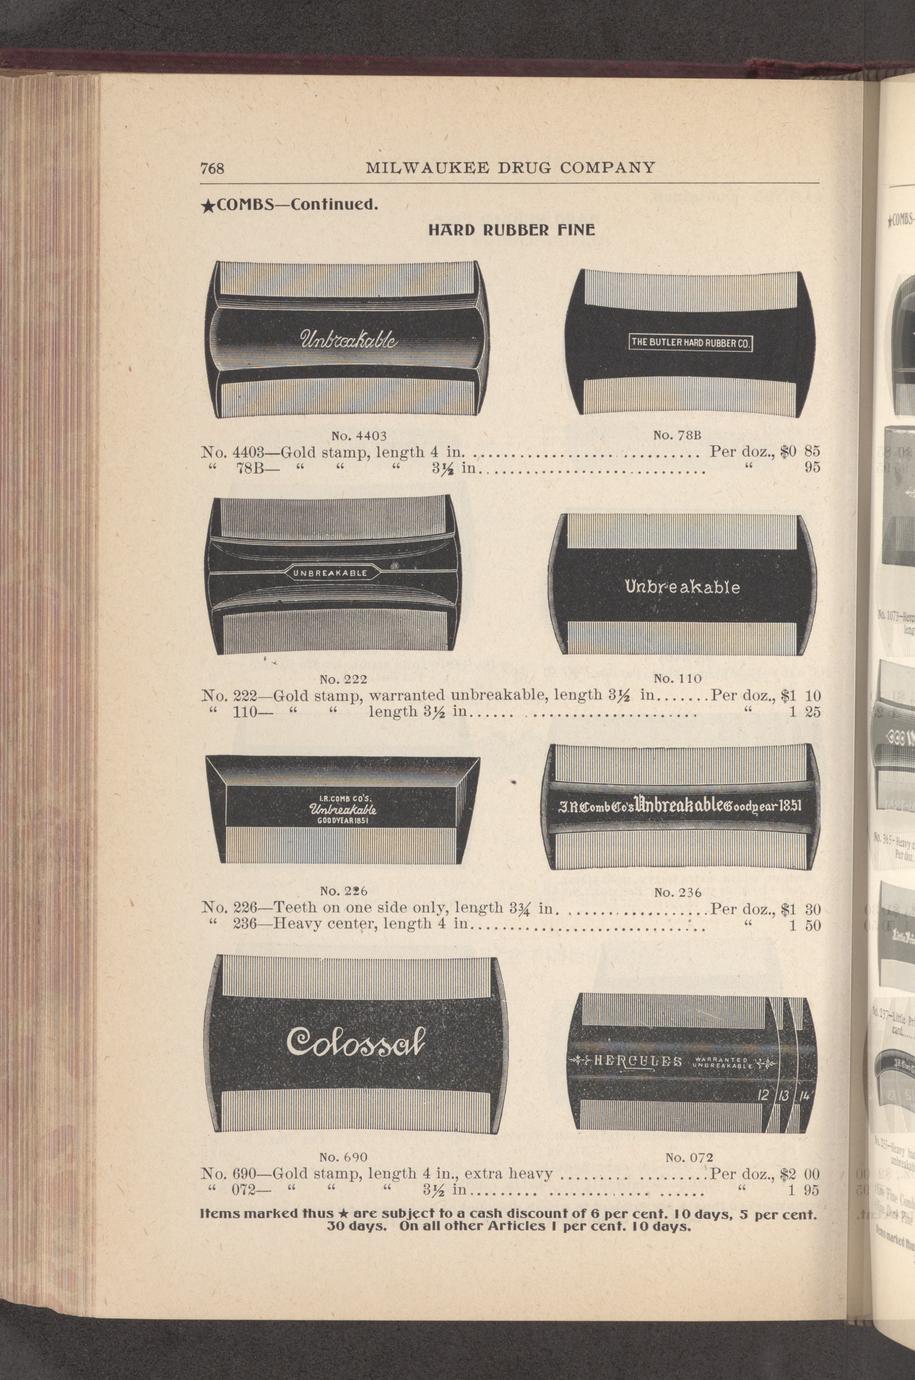 768 MILWAUKEE DRUG COMPANY
★COMBS—Continued.
HARD RUBBER FINE
Unbreakable
THE BUTLER HARD RUBBER CO.
No. 4403 No. 78B
No. 4403—Gold stamp, length 4 in. ............................ Per doz., $0 85
“ 78B— “ “ “ 3½ in............................. “ 95
UNBREAKABLE
Unbreakable
No. 222 No. 110
No. 222—Gold stamp, warranted unbreakable, length 3½ in.......Per doz., $1 10
“ 110— “ “ length 3½ in............................. “ 1 25
I.R. COMB CO'S.
Unbreakable
GOODYEAR 1851
I.R. Comb Co's Unbreakable Goodyear 1851
No. 226 No. 236
No. 226—Teeth on one side only, length 3¾ in...................Per doz., $1 30
“ 236—Heavy center, length 4 in............................. “ 1 50
Colossal
HERCULES WARRANTED
UNBREAKABLE
12 13 14
No. 690 No. 072
No. 690—Gold stamp, length 4 in., extra heavy ..................Per doz., $2 00
“ 072— “ “ “ 3½ in............................. “ 1 95
Items marked thus ★ are subject to a cash discount of 6 per cent. 10 days, 5 per cent.
30 days. On all other Articles 1 per cent. 10 days.
★COMBS-